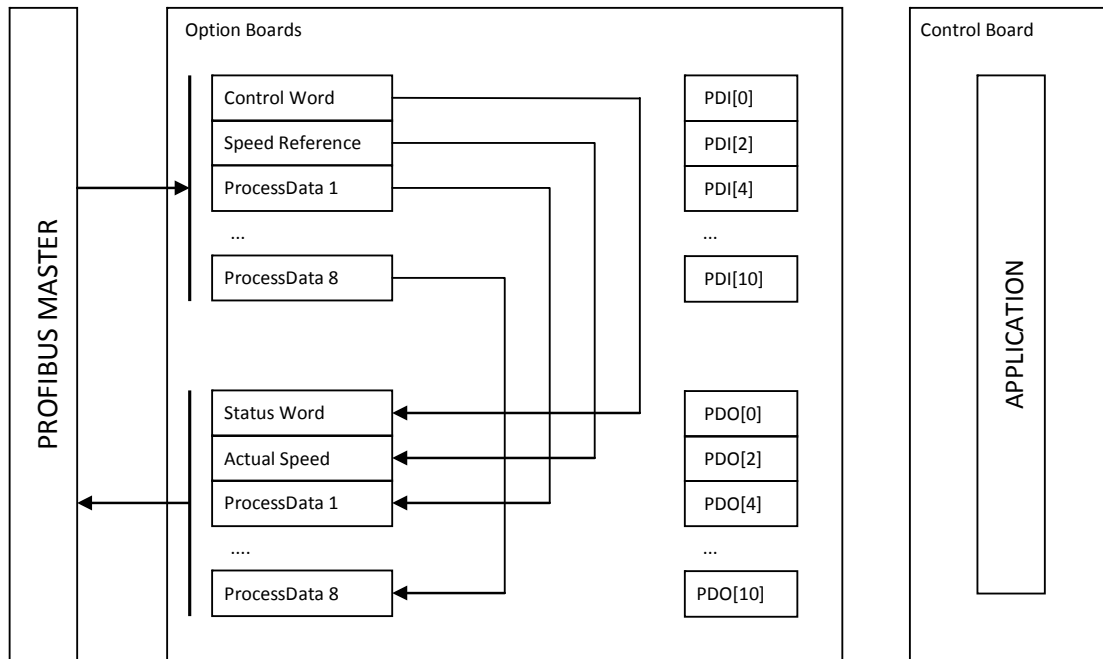 PROFIBUS MASTER
Option Boards
Control Word
Speed Reference
ProcessData 1
...
ProcessData 8
PDI[0]
PDI[2]
PDI[4]
...
PDI[10]
Status Word
Actual Speed
ProcessData 1
....
ProcessData 8
PDO[0]
PDO[2]
PDO[4]
...
PDO[10]
Control Board
APPLICATION